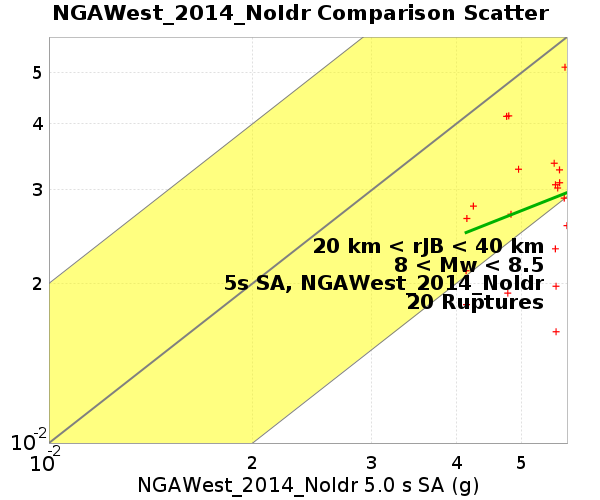 NGAWest_2014_NoIdr Comparison Scatter
5
4
3
2
10-2
10-2
2
3
4
5
20 km < rJB < 40 km
8 < Mw < 8.5
5s SA, NGAWest_2014_NoIdr
20 Ruptures
NGAWest_2014_NoIdr 5.0 s SA (g)